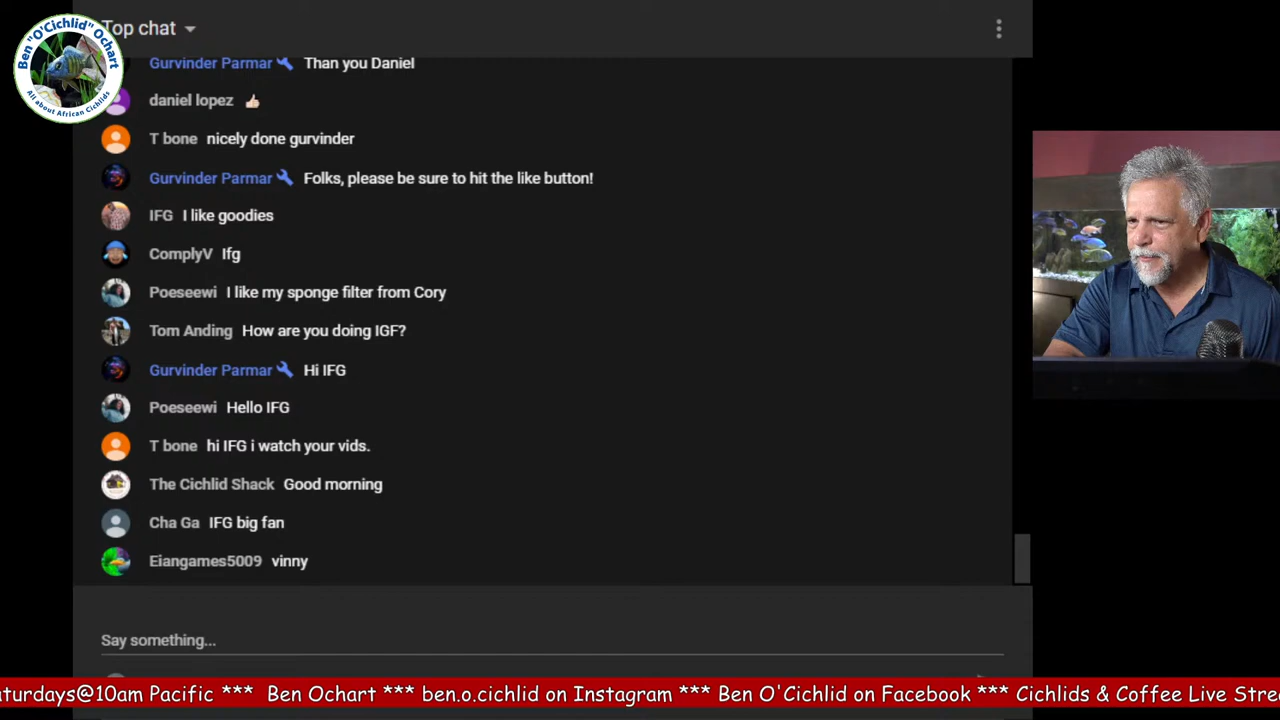 Ben "O'Cichlid" Ochart
All about African Cichlids
Top chat
Gurvinder Parmar Than you Daniel
daniel lopez 👍🏻
T bone nicely done gurvinder
Gurvinder Parmar Folks, please be sure to hit the like button!
IFG I like goodies
ComplyV Ifg
Poeseewi I like my sponge filter from Cory
Tom Anding How are you doing IGF?
Gurvinder Parmar Hi IFG
Poeseewi Hello IFG
T bone hi IFG i watch your vids.
The Cichlid Shack Good morning
Cha Ga IFG big fan
Eiangames5009 vinny
Say something...
aturdays@10am Pacific *** Ben Ochart *** ben.o.cichlid on Instagram *** Ben O'Cichlid on Facebook *** Cichlids & Coffee Live Stre